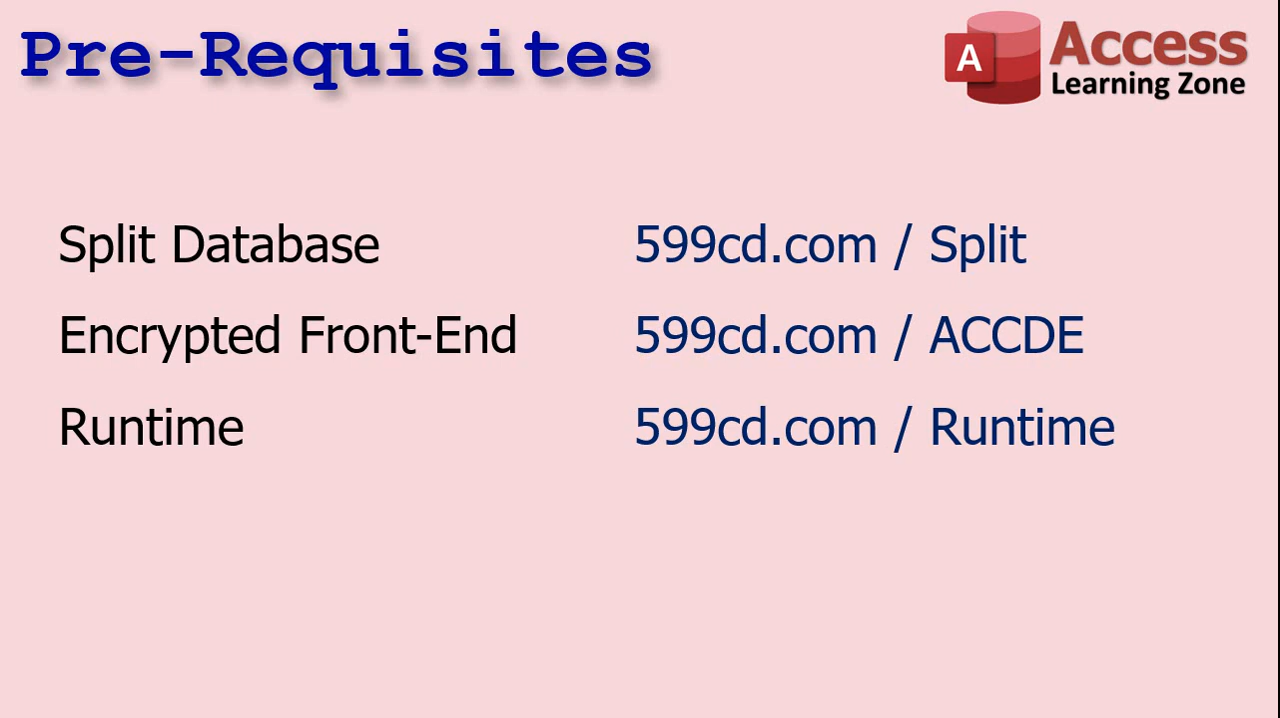 Pre-Requisites
A Access
Learning Zone
Split Database 599cd.com / Split
Encrypted Front-End 599cd.com / ACCDE
Runtime 599cd.com / Runtime